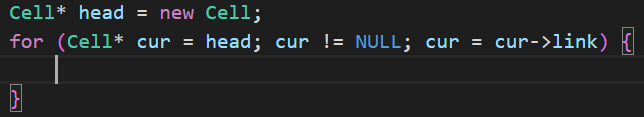 Cell* head = new Cell;
for (Cell* cur = head; cur != NULL; cur = cur->link) {
}